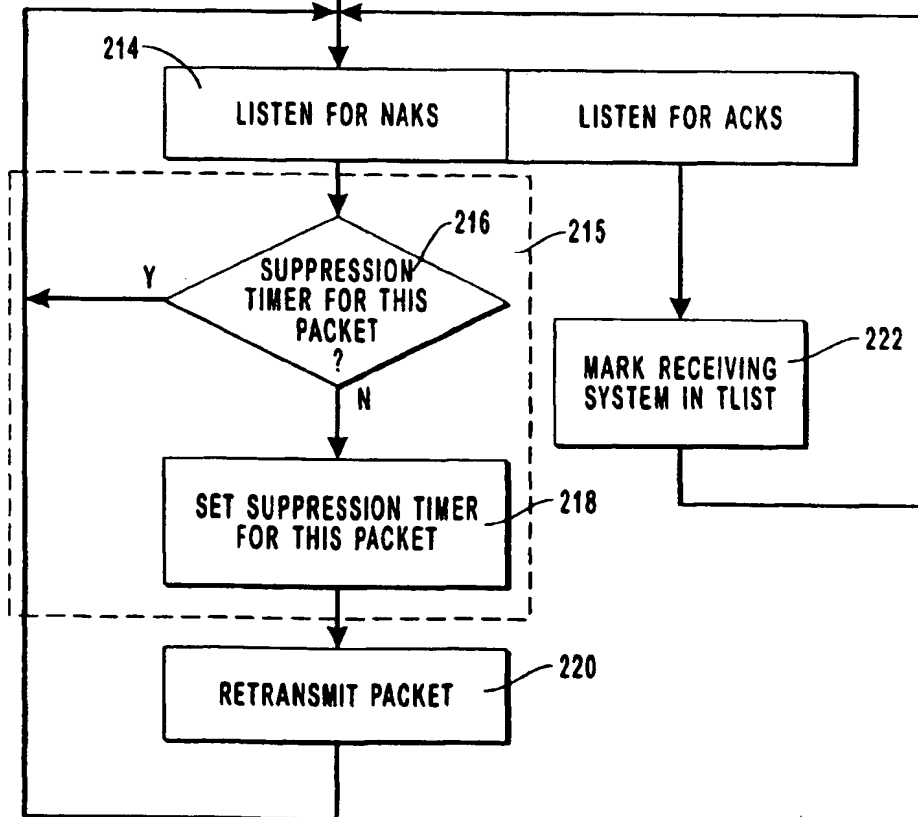 214
LISTEN FOR NAKS
LISTEN FOR ACKS
216
215
Y
SUPPRESSION
TIMER FOR THIS
PACKET
?
N
222
MARK RECEIVING
SYSTEM IN TLIST
SET SUPPRESSION TIMER
FOR THIS PACKET
218
220
RETRANSMIT PACKET